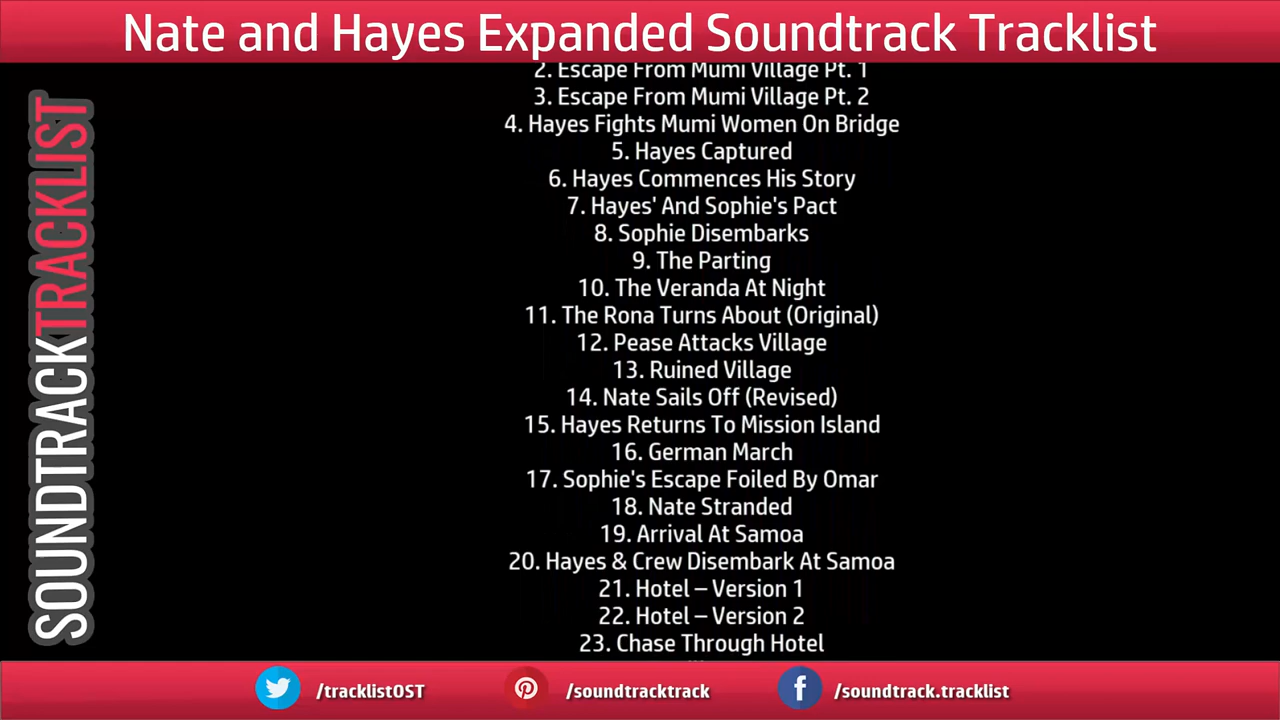 Nate and Hayes Expanded Soundtrack Tracklist
2. Escape From Mumi Village Pt. 1
3. Escape From Mumi Village Pt. 2
4. Hayes Fights Mumi Women On Bridge
5. Hayes Captured
6. Hayes Commences His Story
7. Hayes' And Sophie's Pact
8. Sophie Disembarks
9. The Parting
10. The Veranda At Night
11. The Rona Turns About (Original)
12. Pease Attacks Village
13. Ruined Village
14. Nate Sails Off (Revised)
15. Hayes Returns To Mission Island
16. German March
17. Sophie's Escape Foiled By Omar
18. Nate Stranded
19. Arrival At Samoa
20. Hayes & Crew Disembark At Samoa
21. Hotel – Version 1
22. Hotel – Version 2
23. Chase Through Hotel
SOUNDTRACKTRACKLIST
/tracklistOST
/soundtracktrack
/soundtrack.tracklist